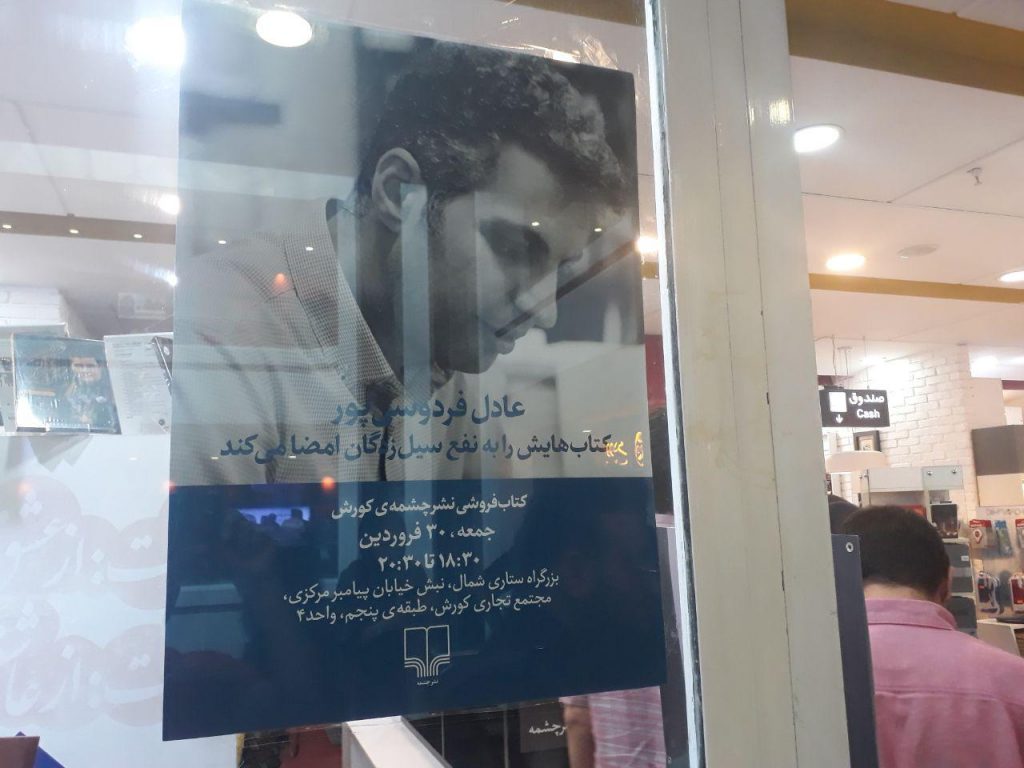 عادل فردوسی‌پور
کتاب‌هایش را به نفع سیل‌زدگان امضا می‌کند
کتاب‌فروشی نشرچشمه‌ی کورش
جمعه، ۳۰ فروردین
۱۸:۳۰ تا ۲۰:۳۰
بزرگراه ستاری شمال، نبش خیابان پیامبر مرکزی،
مجتمع تجاری کورش، طبقه‌ی پنجم، واحد۴
نشرچشمه
صندوق
Cash